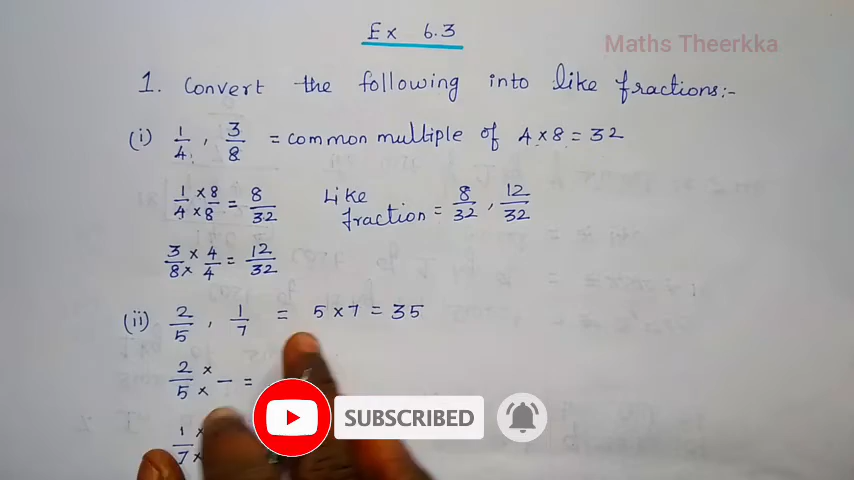 Ex 6.3
Maths Theerkka
1. Convert the following into like fractions:-
(i) 1/4 , 3/8 = common multiple of 4 × 8 = 32
1/4 × 8/8 = 8/32 Like fraction = 8/32 , 12/32
3/8 × 4/4 = 12/32
(ii) 2/5 , 1/7 = 5 × 7 = 35
2/5 × — =
1/7 ×
SUBSCRIBED